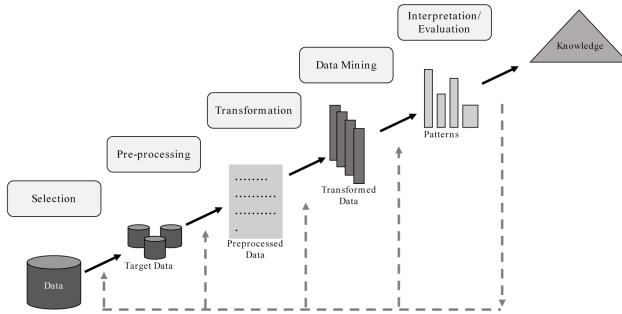 Interpretation/
Evaluation
Knowledge
Data Mining
Transformation
Patterns
Pre-processing
Transformed
Data
Selection
Preprocessed
Data
Target Data
Data